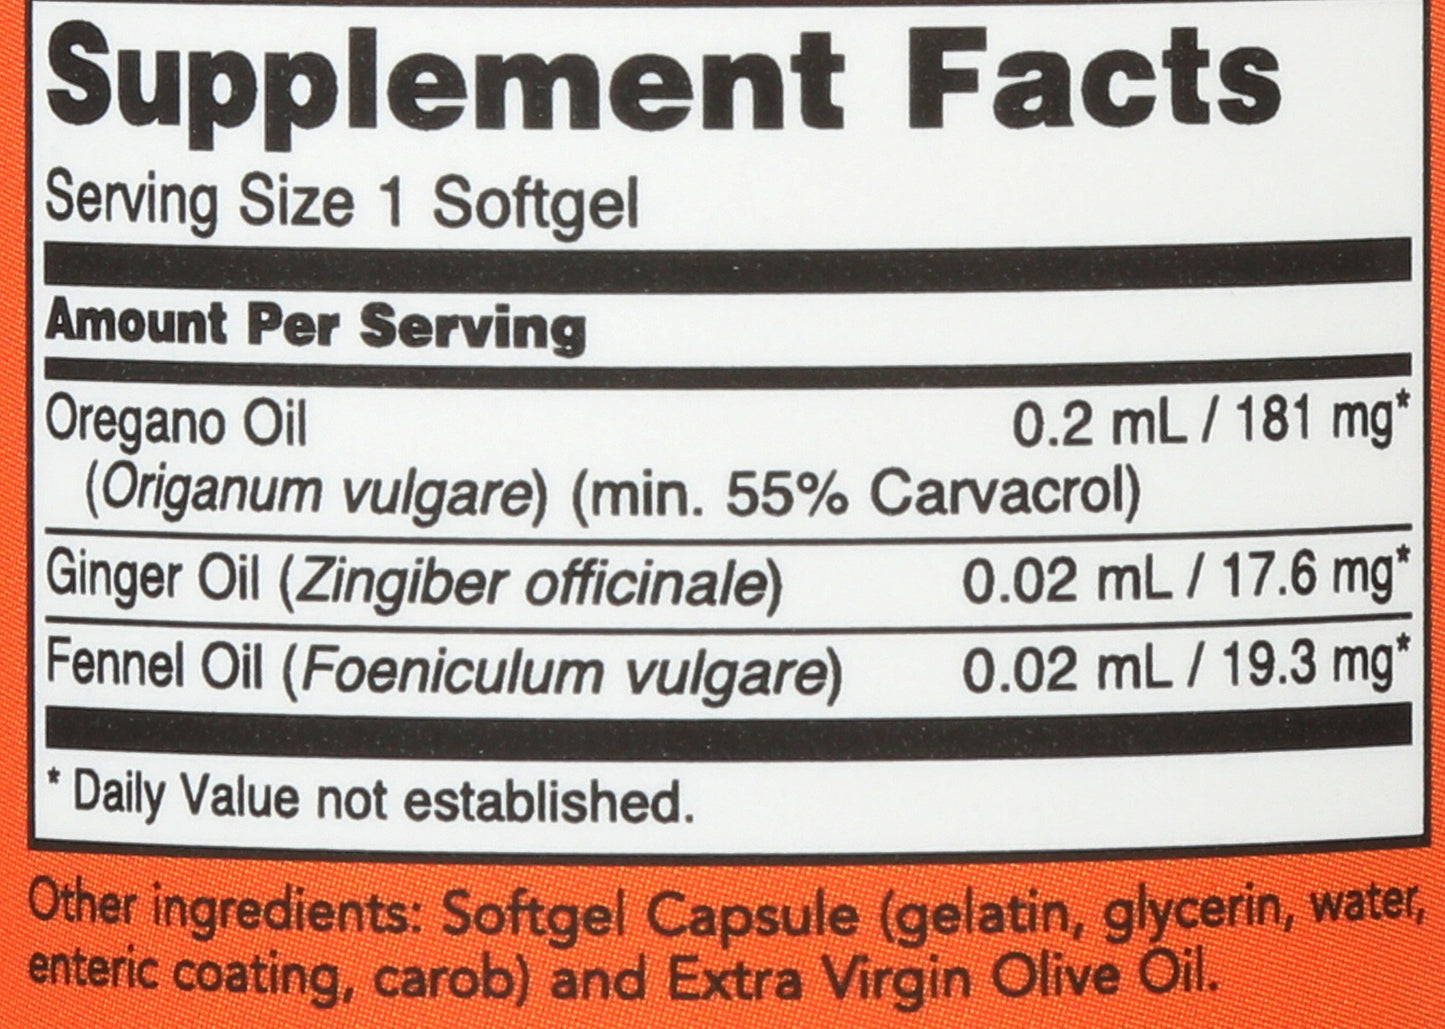 Supplement Facts
Serving Size 1 Softgel
Amount Per Serving
Oregano Oil 0.2 mL / 181 mg*
(Origanum vulgare) (min. 55% Carvacrol)
Ginger Oil (Zingiber officinale) 0.02 mL / 17.6 mg*
Fennel Oil (Foeniculum vulgare) 0.02 mL / 19.3 mg*
* Daily Value not established.
Other ingredients: Softgel Capsule (gelatin, glycerin, water,
enteric coating, carob) and Extra Virgin Olive Oil.